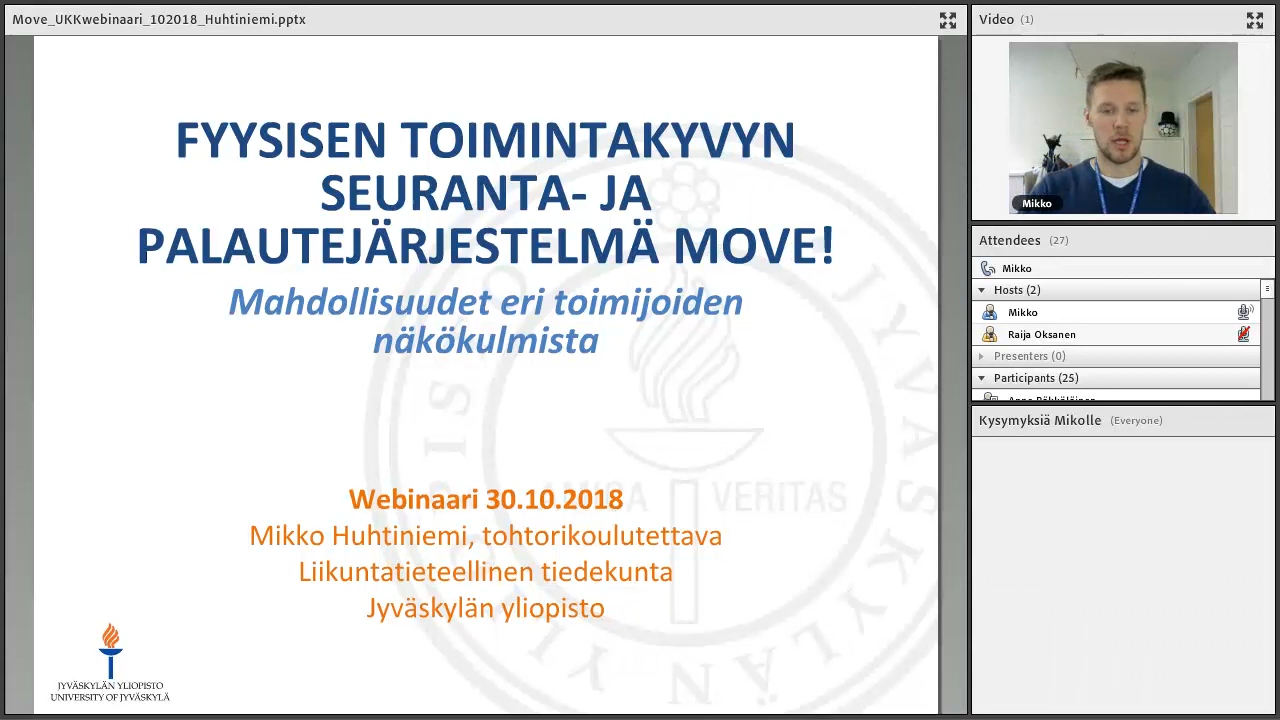 Move_UKKwebinaari_102018_Huhtiniemi.pptx
FYYSISEN TOIMINTAKYVYN
SEURANTA- JA
PALAUTEJÄRJESTELMÄ MOVE!
Mahdollisuudet eri toimijoiden
näkökulmista
Webinaari 30.10.2018
Mikko Huhtiniemi, tohtorikoulutettava
Liikuntatieteellinen tiedekunta
Jyväskylän yliopisto
JYVÄSKYLÄN YLIOPISTO
UNIVERSITY OF JYVÄSKYLÄ
VERITAS
Video (1)
Mikko
Attendees (27)
Mikko
Hosts (2)
Mikko
Raija Oksanen
Presenters (0)
Participants (25)
Kysymyksiä Mikolle (Everyone)